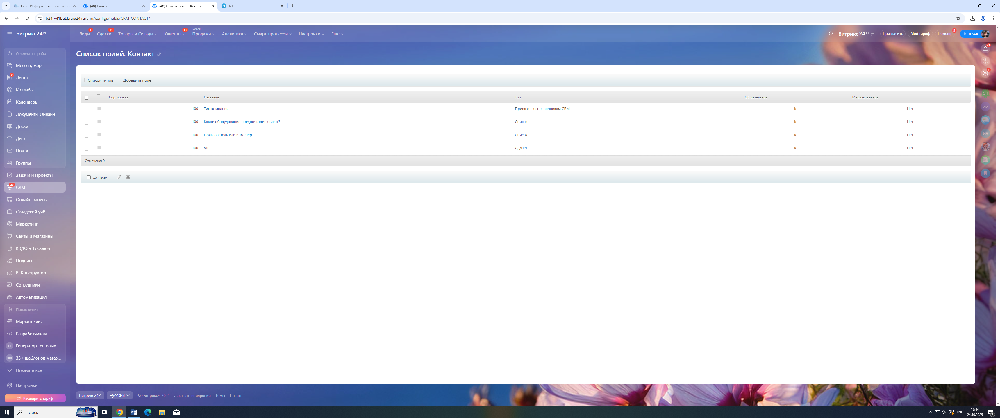 Курс: Информационные систе
(48) Сайты
(48) Список полей: Контакт
Telegram
b24-wl1bet.bitrix24.ru/crm/configs/fields/CRM_CONTACT/
Битрикс24
Лиды 1
Сделки 14
Товары и Склады
Клиенты 13
НОВОЕ
Продажи
Аналитика
Смарт-процессы
Настройки
Еще
Битрикс 24
Пригласить
Мой тариф
Помощь 5
16:44
Совместная работа
Мессенджер
2
Лента
Коллабы
Календарь
Документы Онлайн
Доски
Диск
Почта
Группы
Задачи и Проекты
28
CRM
Онлайн-запись
Складской учёт
Маркетинг
Сайты и Магазины
КЭДО + Госключ
Подпись
BI Конструктор
Сотрудники
Автоматизация
Приложения
Маркетплейс
Разработчикам
ГТ Генератор тестовых ...
3Ш 35+ шаблонов магаз...
Показать все
Настройки
Расширить тариф
Список полей: Контакт
Список типов
Добавить поле
Сортировка Название Тип Обязательное Множественное
100 Тип компании Привязка к справочникам CRM Нет Нет
100 Какое оборудование предпочитает клиент? Список Нет Нет
100 Пользователь или инженер Список Нет Нет
100 VIP Да/Нет Нет Нет
Отмечено: 0
Для всех
47
1
ОП
ИИ
ИА
Битрикс24
Русский
© «Битрикс», 2025
Заказать внедрение
Темы
Печать
Поиск
ENG
16:44
24.10.2025
1